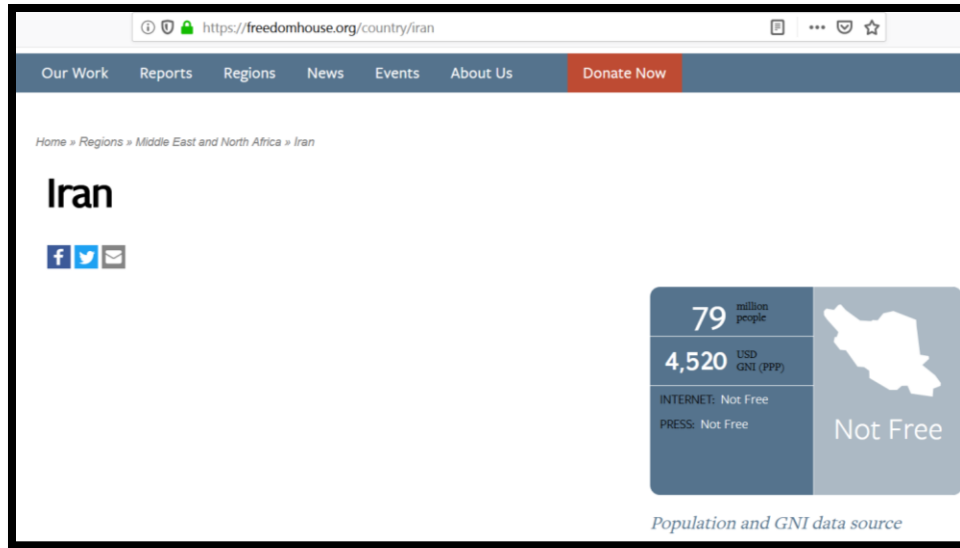 https://freedomhouse.org/country/iran
Our Work Reports Regions News Events About Us Donate Now
Home » Regions » Middle East and North Africa » Iran
Iran
79 million people
4,520 USD GNI (PPP)
INTERNET: Not Free
PRESS: Not Free
Not Free
Population and GNI data source